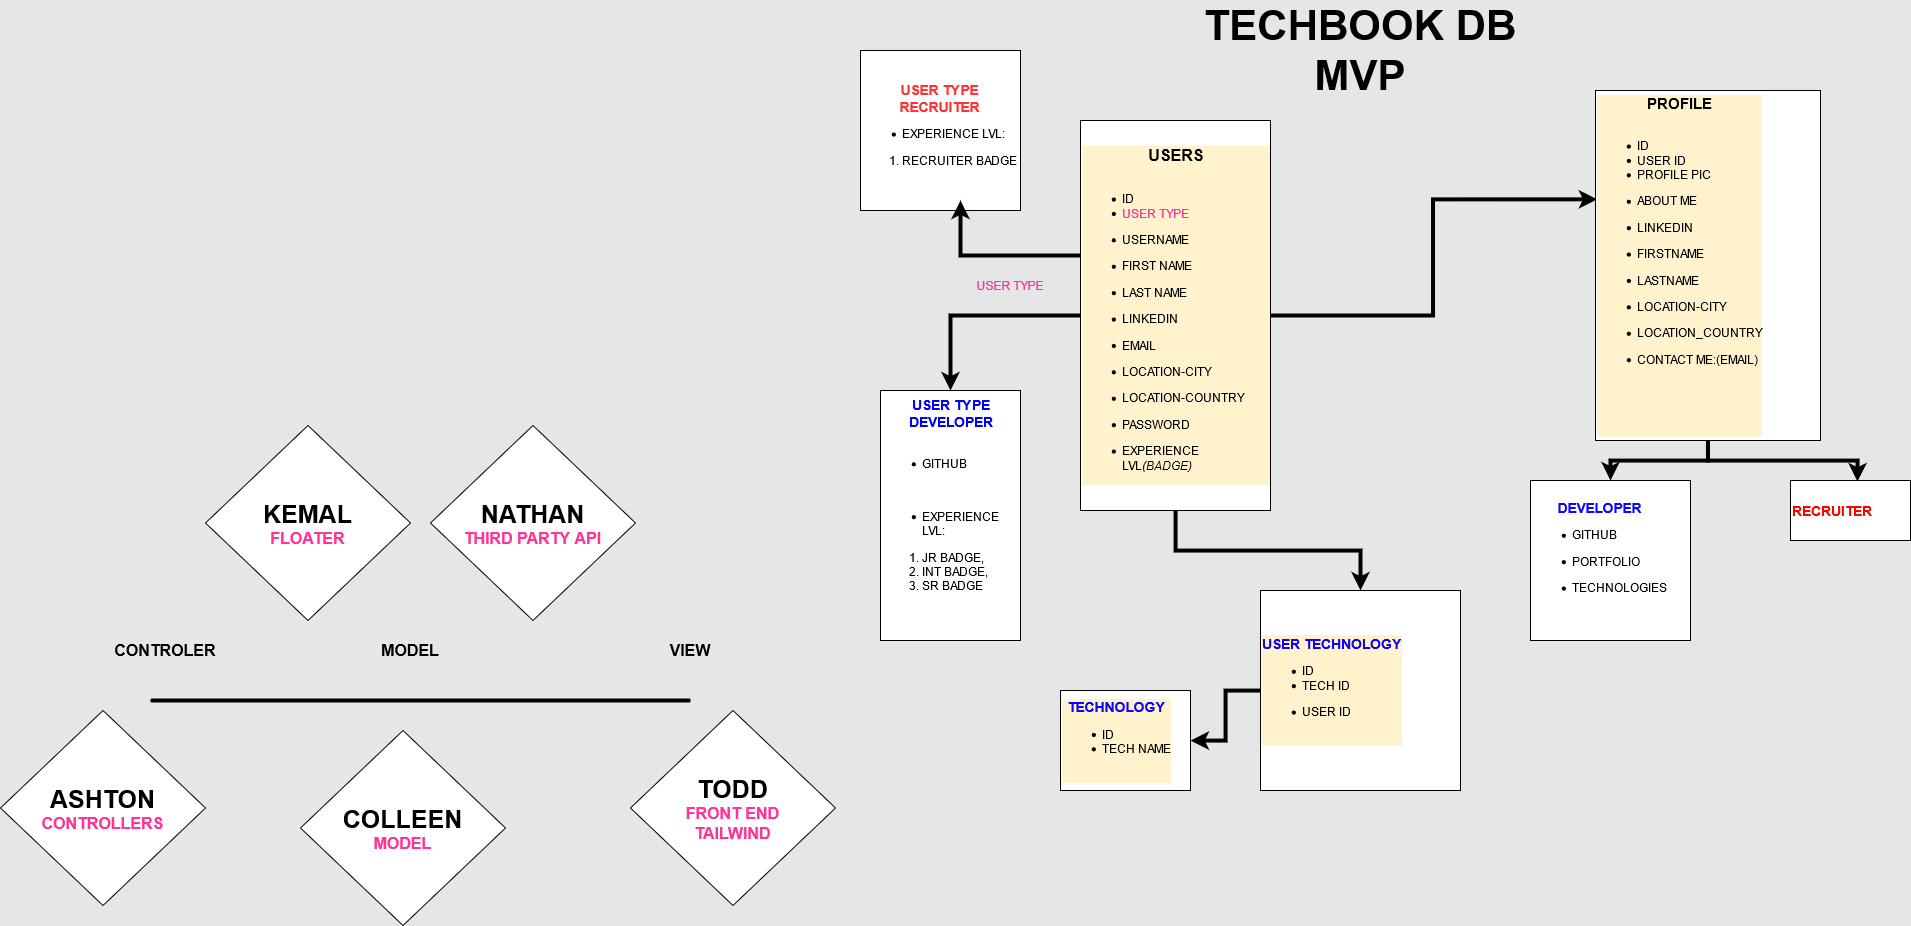 TECHBOOK DB
MVP
USER TYPE
RECRUITER
• EXPERIENCE LVL:
1. RECRUITER BADGE
USERS
• ID
• USER TYPE
• USERNAME
• FIRST NAME
• LAST NAME
• LINKEDIN
• EMAIL
• LOCATION-CITY
• LOCATION-COUNTRY
• PASSWORD
• EXPERIENCE
LVL(BADGE)
PROFILE
• ID
• USER ID
• PROFILE PIC
• ABOUT ME
• LINKEDIN
• FIRSTNAME
• LASTNAME
• LOCATION-CITY
• LOCATION_COUNTRY
• CONTACT ME:(EMAIL)
USER TYPE
USER TYPE
DEVELOPER
• GITHUB
• EXPERIENCE
LVL:
1. JR BADGE,
2. INT BADGE,
3. SR BADGE
DEVELOPER
• GITHUB
• PORTFOLIO
• TECHNOLOGIES
RECRUITER
USER TECHNOLOGY
• ID
• TECH ID
• USER ID
TECHNOLOGY
• ID
• TECH NAME
KEMAL
FLOATER
NATHAN
THIRD PARTY API
CONTROLER
MODEL
VIEW
ASHTON
CONTROLLERS
COLLEEN
MODEL
TODD
FRONT END
TAILWIND